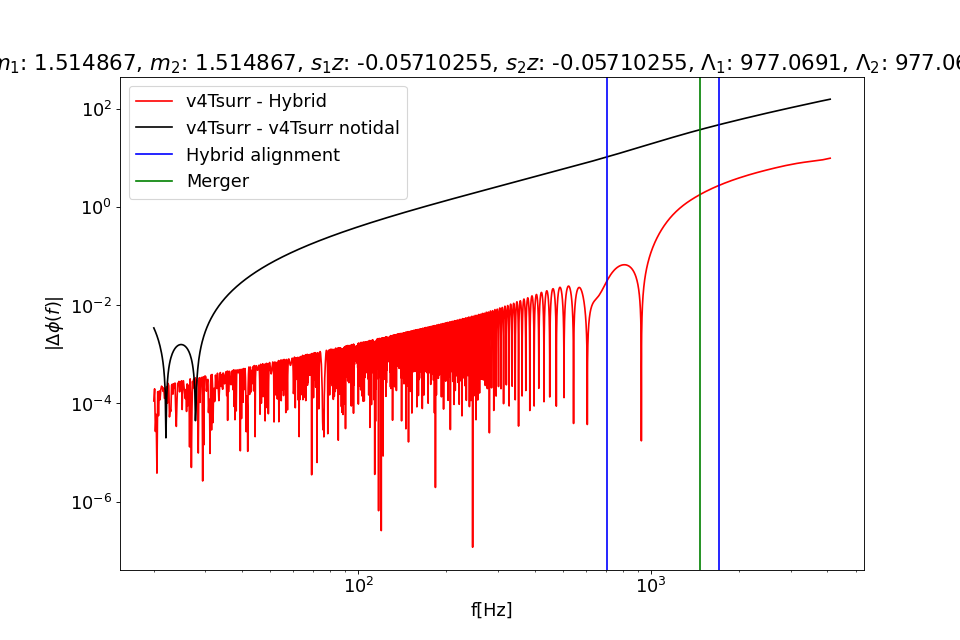 m₁: 1.514867, m₂: 1.514867, s₁z: -0.05710255, s₂z: -0.05710255, Λ₁: 977.0691, Λ₂: 977.06
v4Tsurr - Hybrid
v4Tsurr - v4Tsurr notidal
Hybrid alignment
Merger
10²
10⁰
10⁻²
10⁻⁴
10⁻⁶
|Δϕ(f)|
10²
10³
f[Hz]